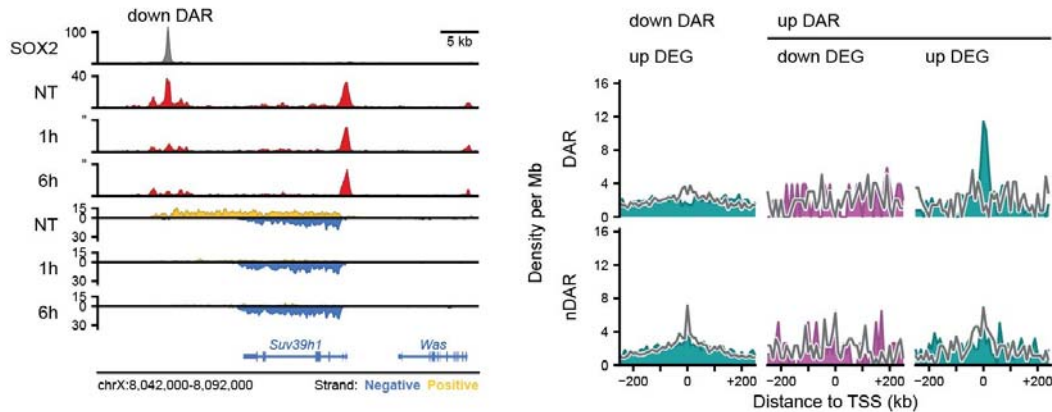 down DAR
SOX2
100
5 kb
NT
40
1h
6h
NT
15
0
30
1h
15
0
30
6h
15
0
30
Suv39h1
Was
chrX:8,042,000-8,092,000
Strand: Negative Positive
down DAR
up DAR
up DEG
down DEG
up DEG
Density per Mb
DAR
16
12
8
4
0
nDAR
16
12
8
4
0
−200 0 +200
−200 0 +200
−200 0 +200
Distance to TSS (kb)